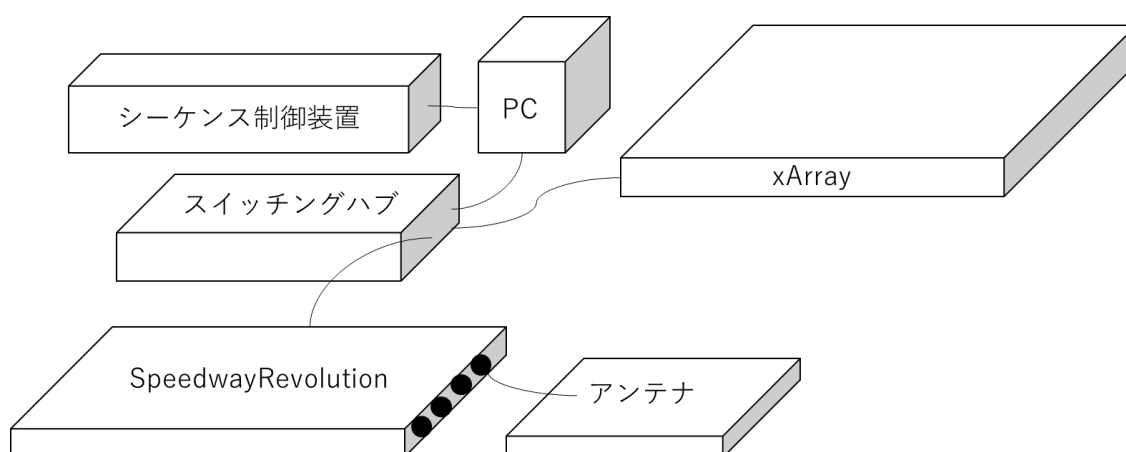 シーケンス制御装置
PC
xArray
スイッチングハブ
SpeedwayRevolution
アンテナ